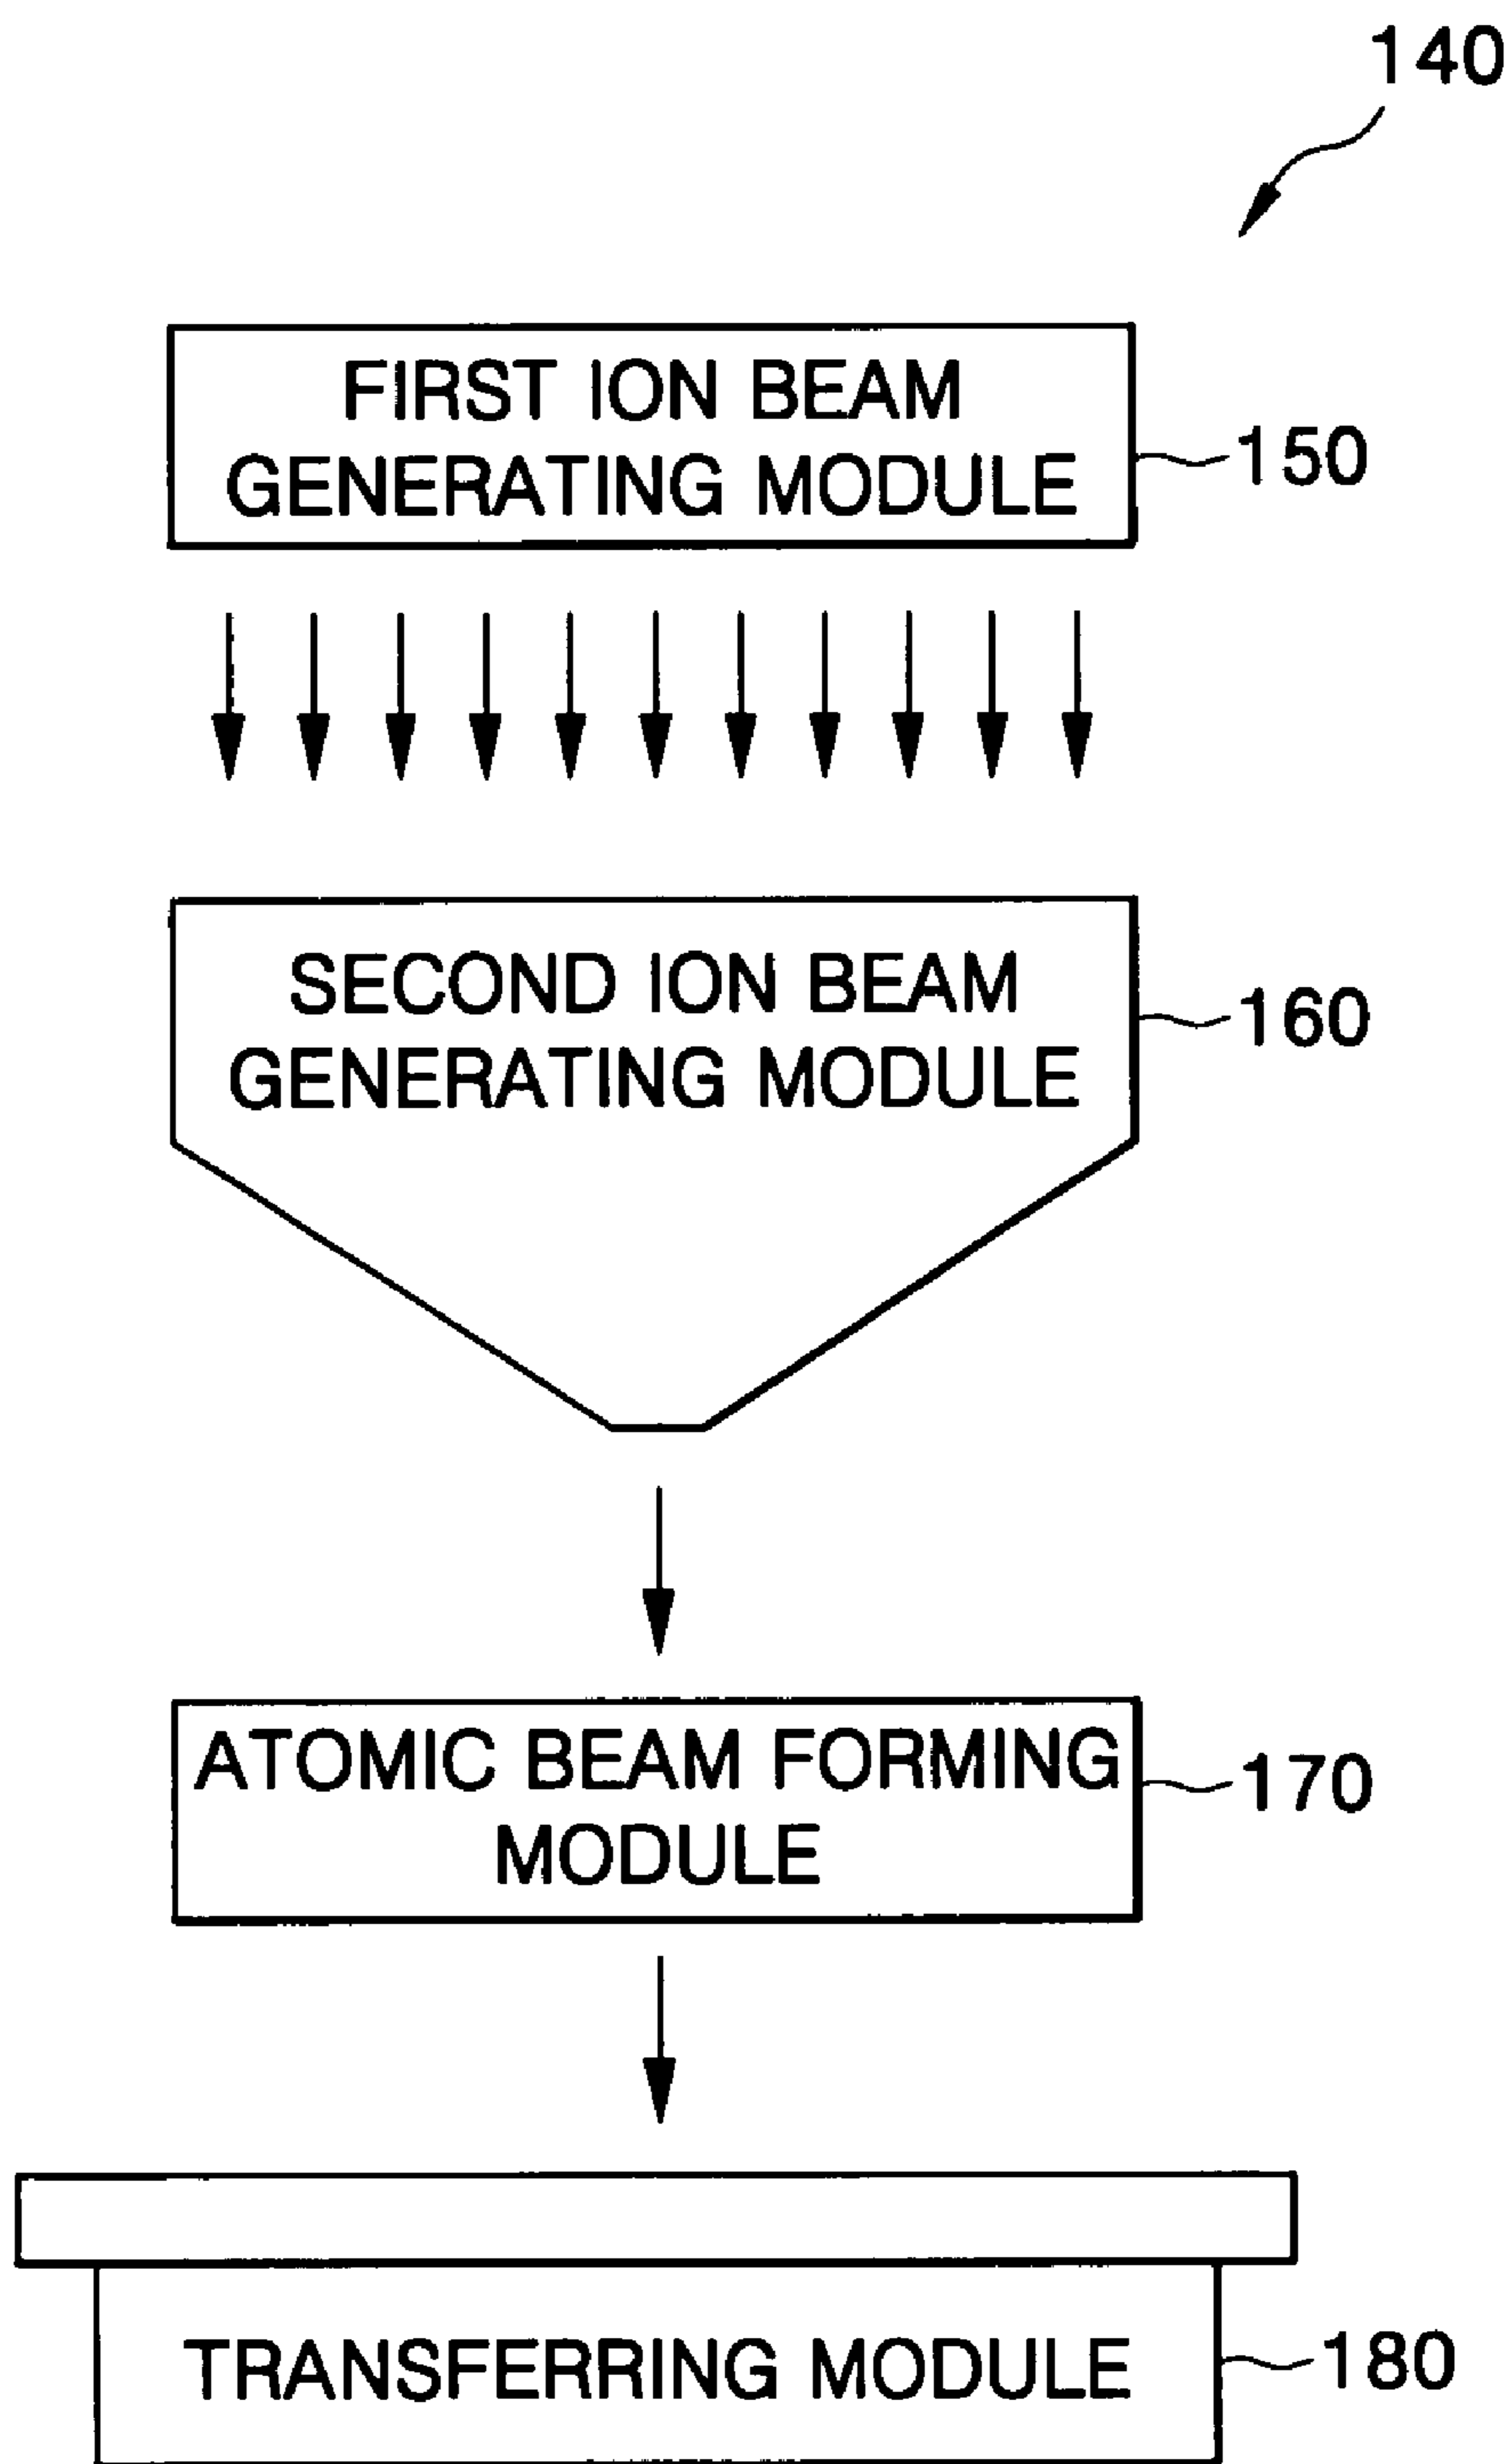 140
FIRST ION BEAM
GENERATING MODULE
150
SECOND ION BEAM
GENERATING MODULE
160
ATOMIC BEAM FORMING
MODULE
170
TRANSFERRING MODULE
180